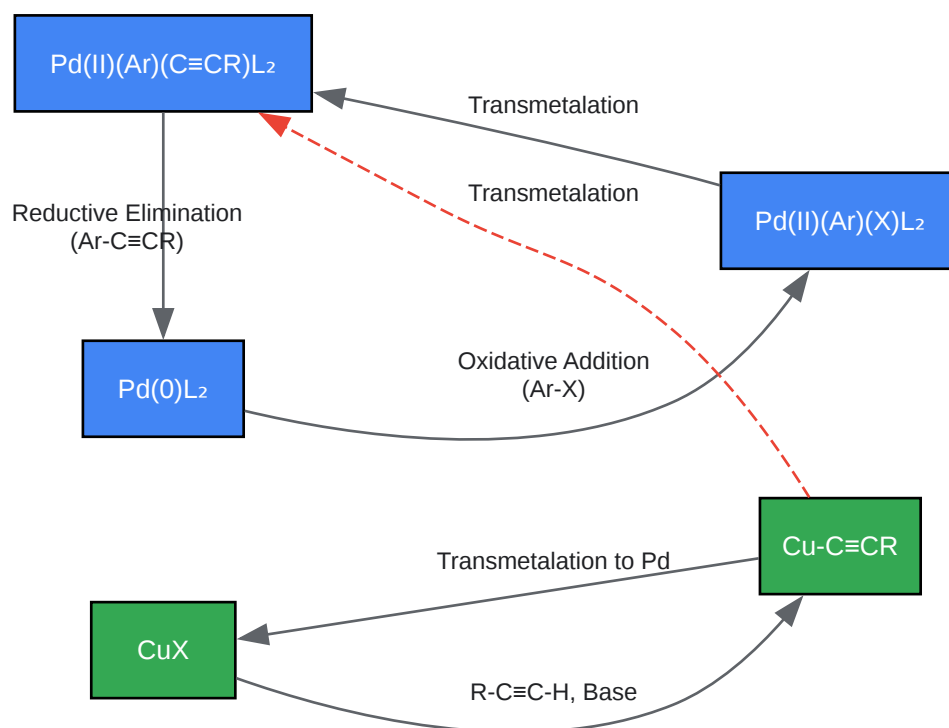 Pd(II)(Ar)(C≡CR)L₂
Transmetalation
Transmetalation
Reductive Elimination
(Ar-C≡CR)
Pd(II)(Ar)(X)L₂
Oxidative Addition
(Ar-X)
Pd(0)L₂
Cu-C≡CR
Transmetalation to Pd
CuX
R-C≡C-H, Base